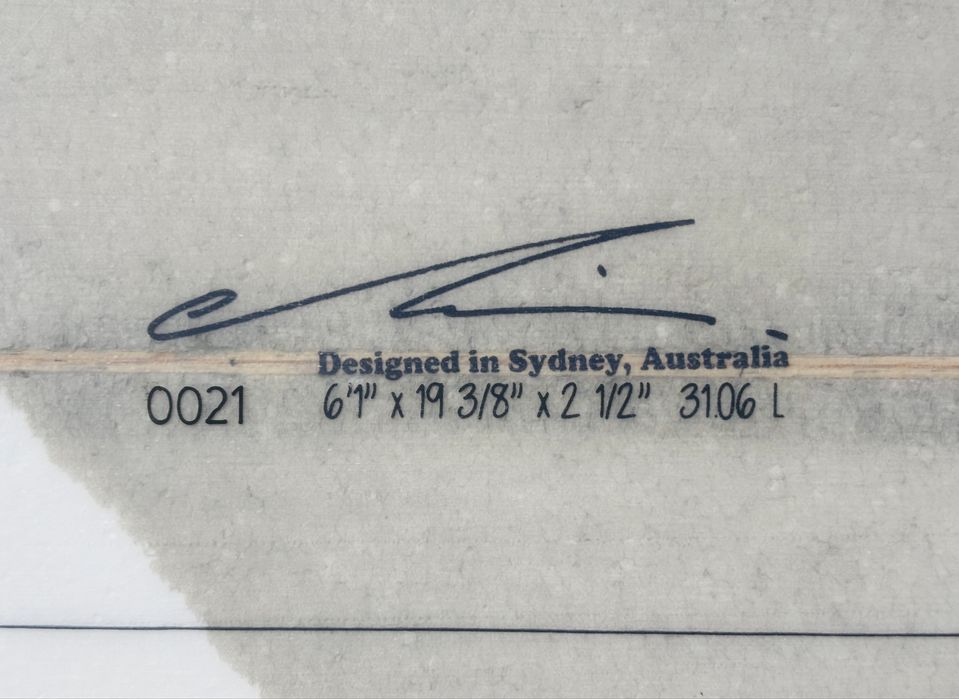 Designed in Sydney, Australia
0021 6'1" x 19 3/8" x 2 1/2" 31.06 L